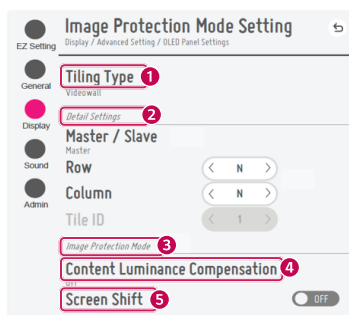 Image Protection Mode Setting
Display / Advanced Setting / OLED Panel Settings
EZ Setting
General
Display
Sound
Admin
Tiling Type 1
Videowall
Detail Settings 2
Master / Slave
Master
Row < N >
Column < N >
Tile ID < 1 >
Image Protection Mode 3
Content Luminance Compensation 4
Off
Screen Shift 5
OFF